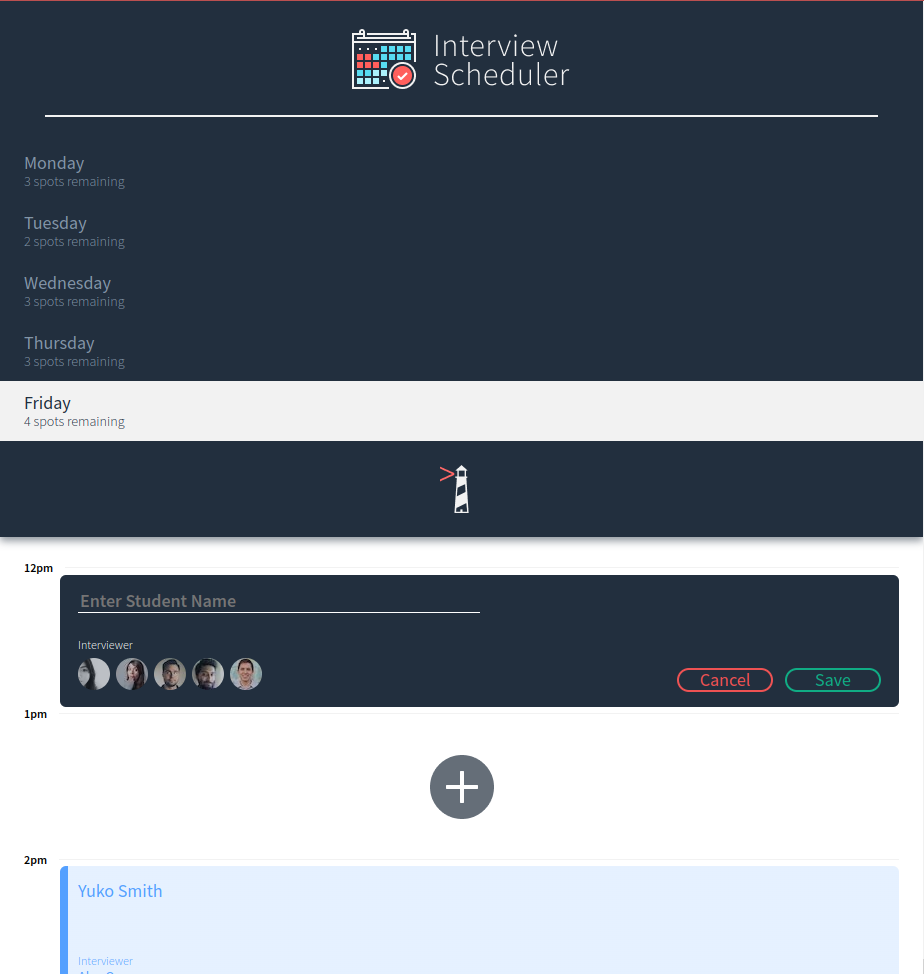 Interview
Scheduler
Monday
3 spots remaining
Tuesday
2 spots remaining
Wednesday
3 spots remaining
Thursday
3 spots remaining
Friday
4 spots remaining
12pm
Enter Student Name
Interviewer
Cancel
Save
1pm
2pm
Yuko Smith
Interviewer